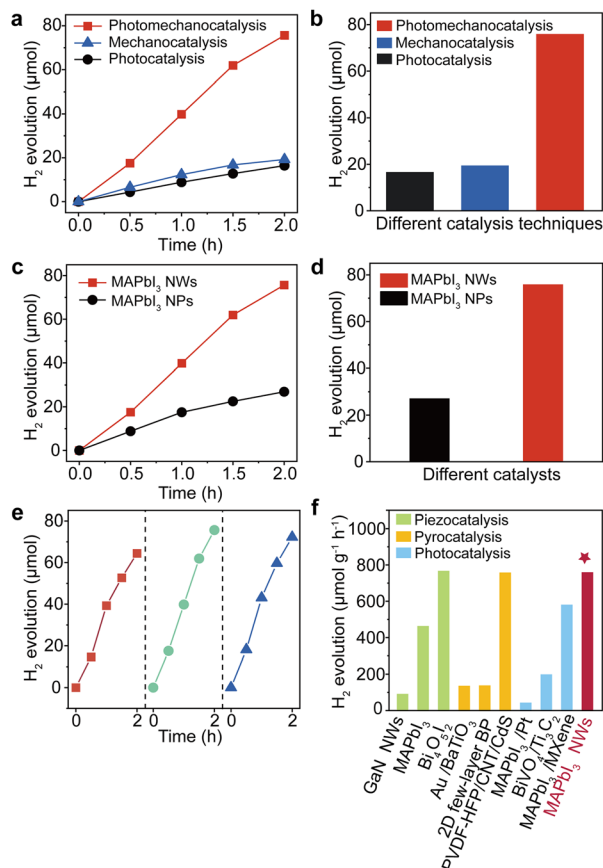 a
H2 evolution (μmol)
80
60
40
20
0
Photomechanocatalysis
Mechanocatalysis
Photocatalysis
0.0 0.5 1.0 1.5 2.0
Time (h)
b
H2 evolution (μmol)
80
60
40
20
0
Photomechanocatalysis
Mechanocatalysis
Photocatalysis
Different catalysis techniques
c
H2 evolution (μmol)
80
60
40
20
0
MAPbI3 NWs
MAPbI3 NPs
0.0 0.5 1.0 1.5 2.0
Time (h)
d
H2 evolution (μmol)
80
60
40
20
0
MAPbI3 NWs
MAPbI3 NPs
Different catalysts
e
H2 evolution (μmol)
80
60
40
20
0
0 2 0 2 0 2
Time (h)
f
H2 evolution (μmol g-1 h-1)
1000
800
600
400
200
0
Piezocatalysis
Pyrocatalysis
Photocatalysis
GaN NWs
MAPbI3
Bi4O5I2
Au /BaTiO3
2D few-layer BP
PVDF-HFP/CNT/CdS
MAPbI3 /Pt
BiVO4/Ti3C2
MAPbI3 /MXene
MAPbI3 NWs